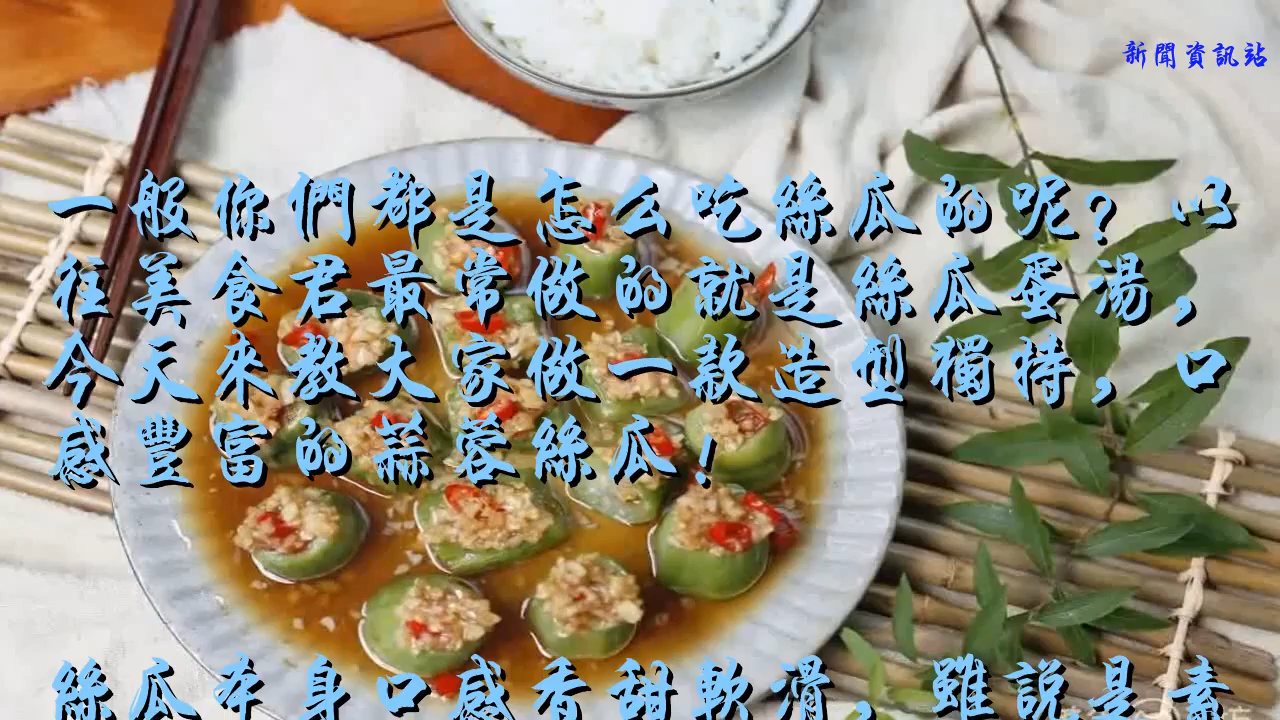 新聞資訊站
一般你們都是怎么吃絲瓜的呢？以
往美食君最常做的就是絲瓜蛋湯，
今天來教大家做一款造型獨特，口
感豐富的蒜蓉絲瓜！
絲瓜本身口感香甜軟滑，雖說是素